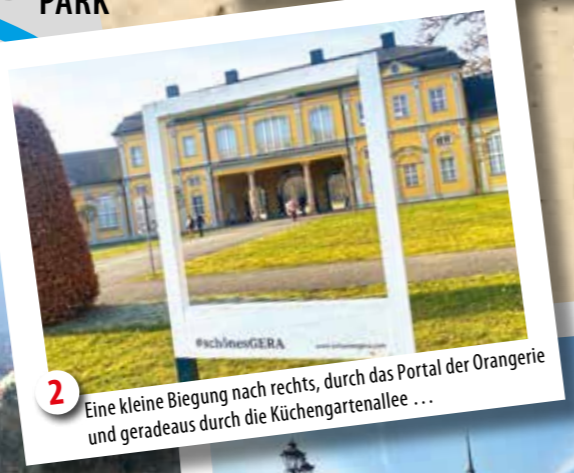 PARK
#schönesGERA
2
Eine kleine Biegung nach rechts, durch das Portal der Orangerie
und geradeaus durch die Küchengartenallee …